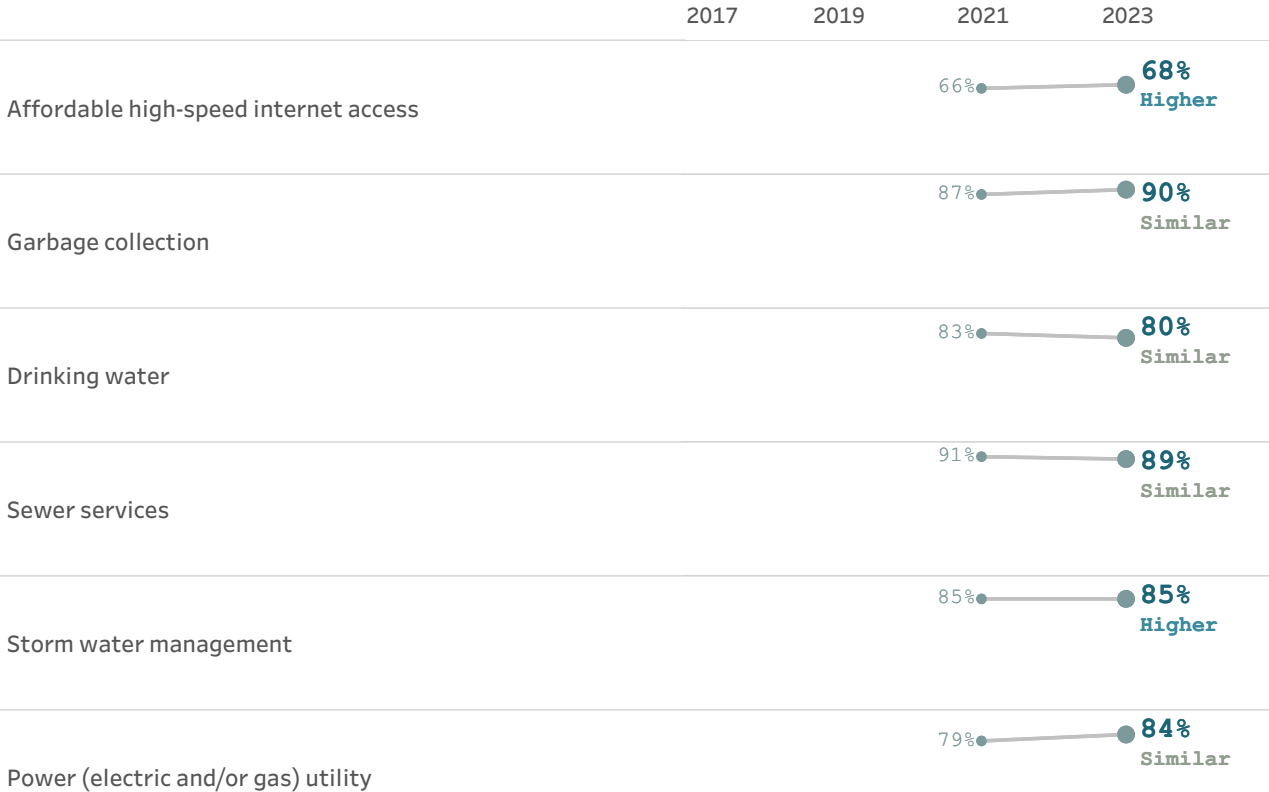 2017 2019 2021 2023
Affordable high-speed internet access 66% 68%
Higher
Garbage collection 87% 90%
Similar
Drinking water 83% 80%
Similar
Sewer services 91% 89%
Similar
Storm water management 85% 85%
Higher
Power (electric and/or gas) utility 79% 84%
Similar